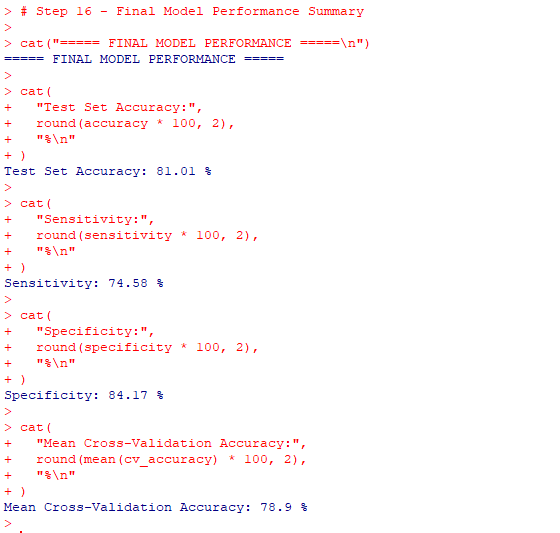 > # Step 16 - Final Model Performance Summary
>
> cat("===== FINAL MODEL PERFORMANCE =====\n")
===== FINAL MODEL PERFORMANCE =====
>
> cat(
+   "Test Set Accuracy:",
+   round(accuracy * 100, 2),
+   "%\n"
+ )
Test Set Accuracy: 81.01 %
>
> cat(
+   "Sensitivity:",
+   round(sensitivity * 100, 2),
+   "%\n"
+ )
Sensitivity: 74.58 %
>
> cat(
+   "Specificity:",
+   round(specificity * 100, 2),
+   "%\n"
+ )
Specificity: 84.17 %
>
> cat(
+   "Mean Cross-Validation Accuracy:",
+   round(mean(cv_accuracy) * 100, 2),
+   "%\n"
+ )
Mean Cross-Validation Accuracy: 78.9 %
> .